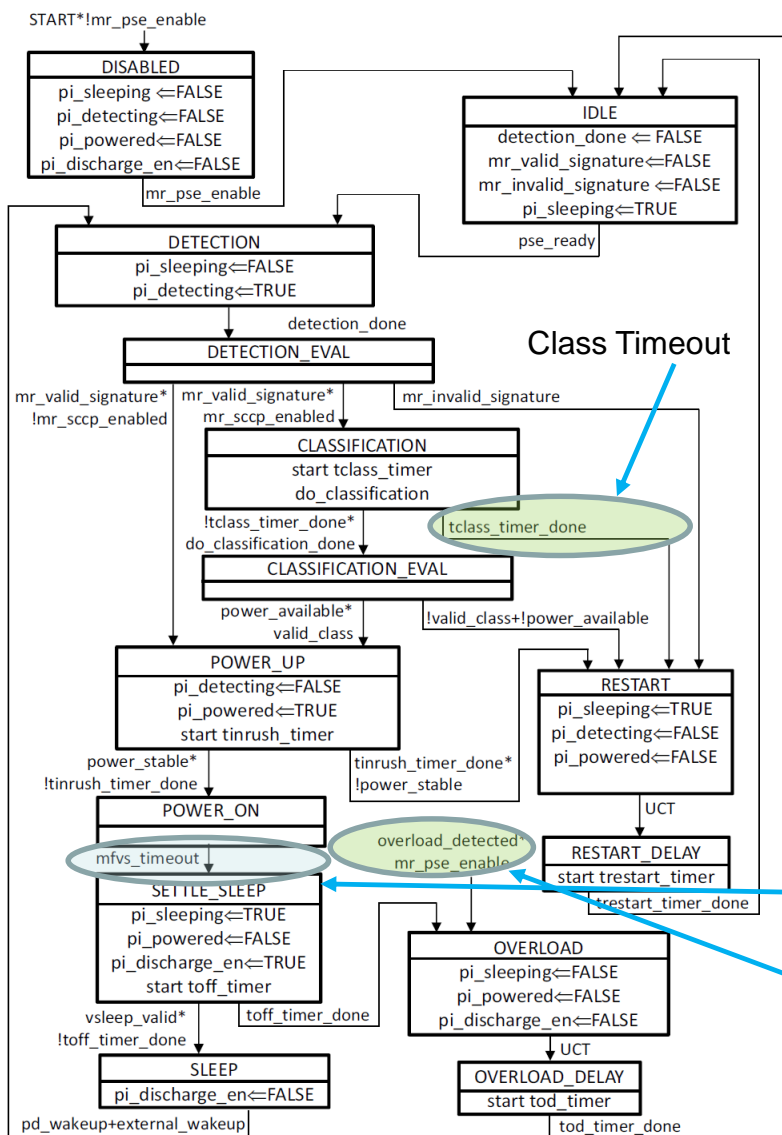 START*!mr_pse_enable
DISABLED
pi_sleeping ⇐FALSE
pi_detecting⇐FALSE
pi_powered⇐FALSE
pi_discharge_en⇐FALSE
mr_pse_enable
IDLE
detection_done ⇐ FALSE
mr_valid_signature⇐FALSE
mr_invalid_signature ⇐FALSE
pi_sleeping⇐TRUE
pse_ready
DETECTION
pi_sleeping⇐FALSE
pi_detecting⇐TRUE
detection_done
Class Timeout
DETECTION_EVAL
mr_valid_signature*
!mr_sccp_enabled
mr_valid_signature*
mr_sccp_enabled
mr_invalid_signature
CLASSIFICATION
start tclass_timer
do_classification
!tclass_timer_done*
do_classification_done
tclass_timer_done
CLASSIFICATION_EVAL
power_available*
valid_class
!valid_class+!power_available
POWER_UP
pi_detecting⇐FALSE
pi_powered⇐TRUE
start tinrush_timer
RESTART
pi_sleeping⇐TRUE
pi_detecting⇐FALSE
pi_powered⇐FALSE
power_stable*
!tinrush_timer_done
tinrush_timer_done*
!power_stable
UCT
POWER_ON
mfvs_timeout
overload_detected*
mr_pse_enable
RESTART_DELAY
start trestart_timer
trestart_timer_done
SETTLE_SLEEP
pi_sleeping⇐TRUE
pi_powered⇐FALSE
pi_discharge_en⇐TRUE
start toff_timer
OVERLOAD
pi_sleeping⇐FALSE
pi_powered⇐FALSE
pi_discharge_en⇐FALSE
vsleep_valid*
!toff_timer_done
toff_timer_done
UCT
SLEEP
pi_discharge_en⇐FALSE
OVERLOAD_DELAY
start tod_timer
pd_wakeup+external_wakeup
tod_timer_done